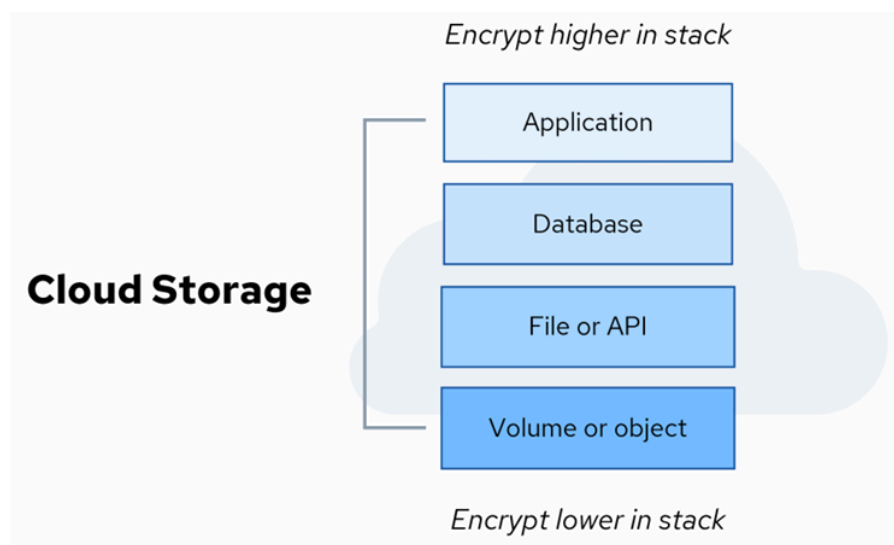 Encrypt higher in stack
Application
Database
Cloud Storage
File or API
Volume or object
Encrypt lower in stack